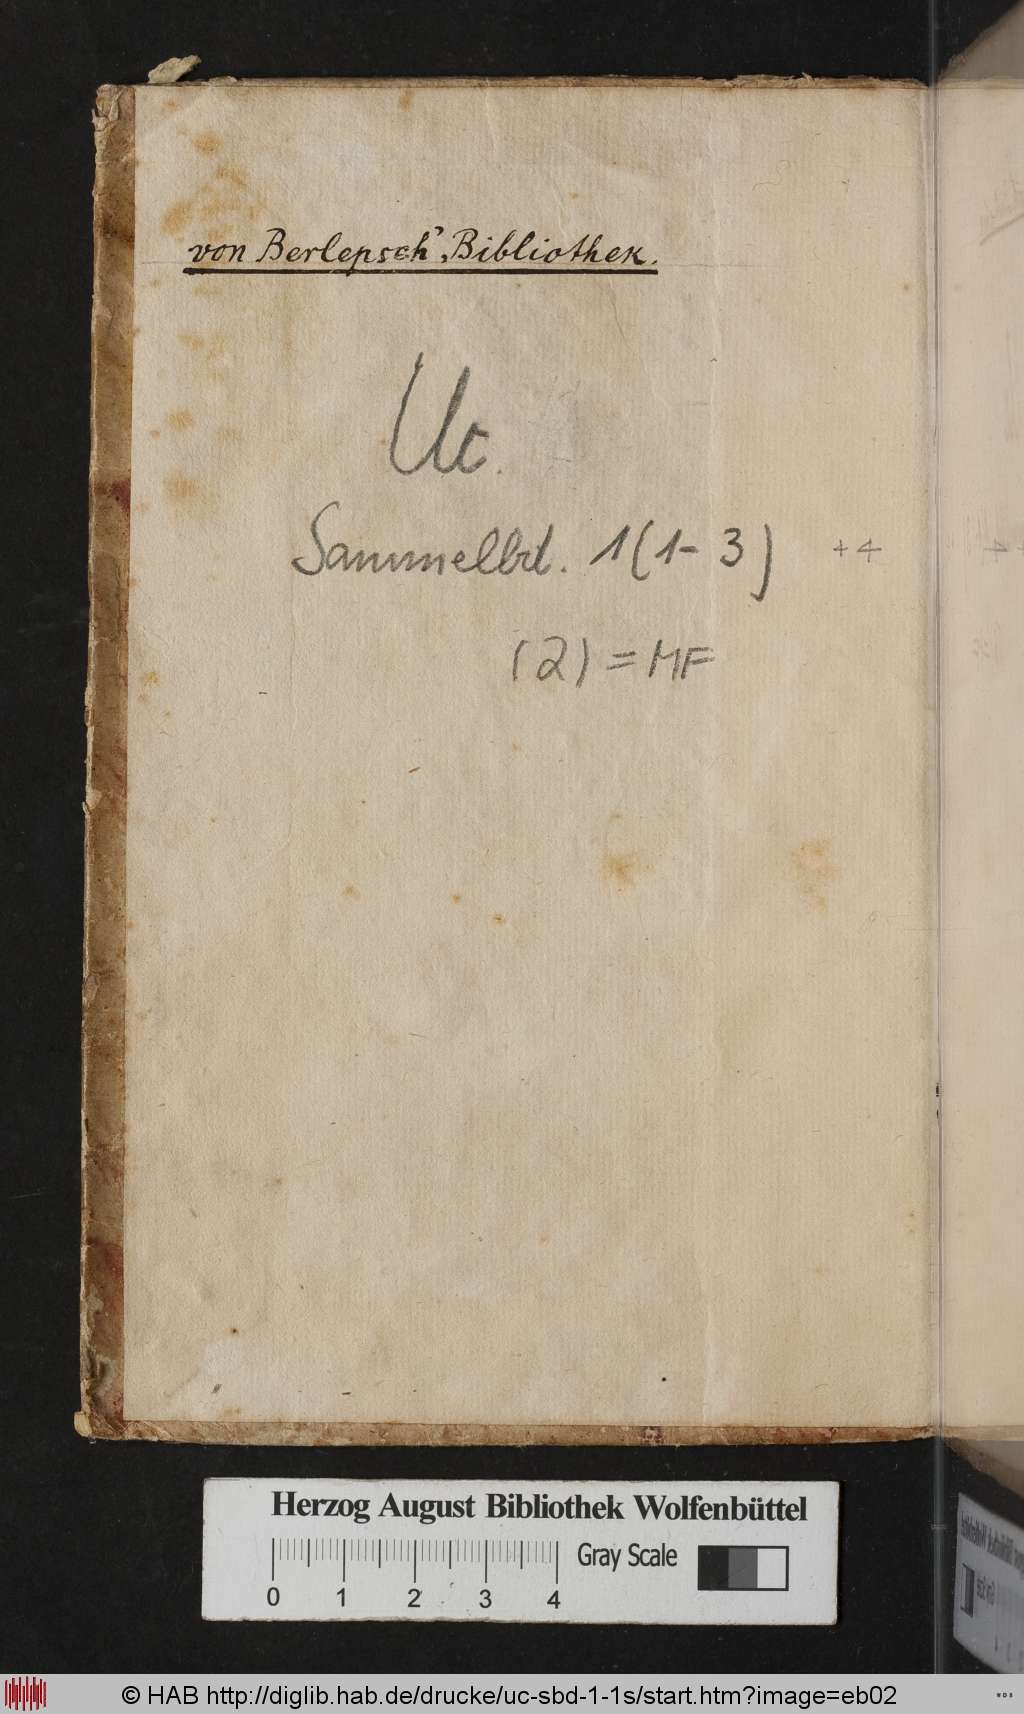 von Berlepsch, Bibliothek.
Uc.
Sammelbd. 1 (1-3) +4
(2) = MF
Herzog August Bibliothek Wolfenbüttel
Gray Scale
0 1 2 3 4
© HAB http://diglib.hab.de/drucke/uc-sbd-1-1s/start.htm?image=eb02